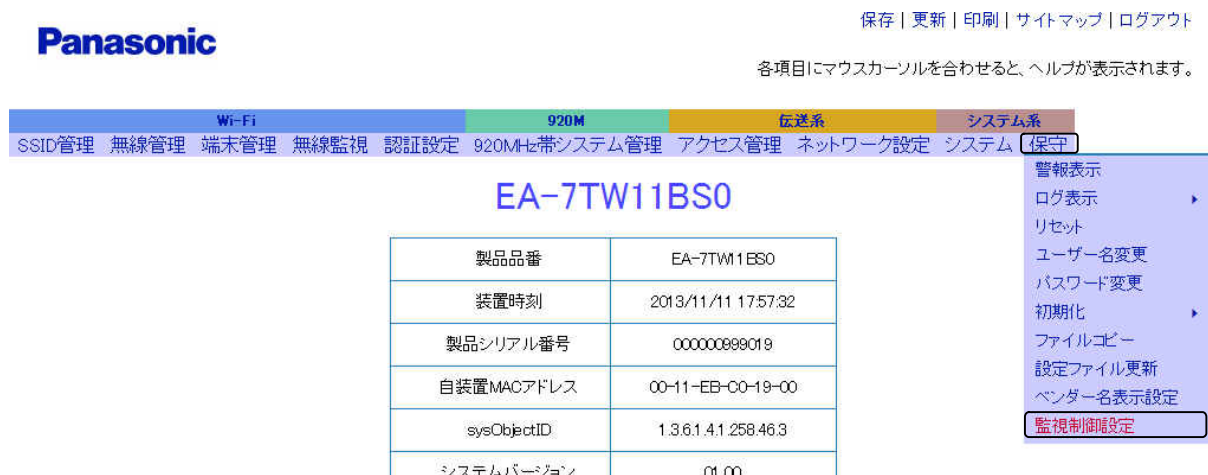 保存 | 更新 | 印刷 | サイトマップ | ログアウト
Panasonic
各項目にマウスカーソルを合わせると、ヘルプが表示されます。
Wi-Fi 920M 伝送系 システム系
SSID管理 無線管理 端末管理 無線監視 認証設定 920MHz帯システム管理 アクセス管理 ネットワーク設定 システム 保守
警報表示
ログ表示
リセット
ユーザー名変更
パスワード変更
初期化
ファイルコピー
設定ファイル更新
ベンダー名表示設定
監視制御設定
EA-7TW11BS0
製品品番 EA-7TW11BS0
装置時刻 2013/11/11 17:57:32
製品シリアル番号 000000999019
自装置MACアドレス 00-11-EB-C0-19-00
sysObjectID 1.3.6.1.4.1.258.46.3
システムバージョン 01.00